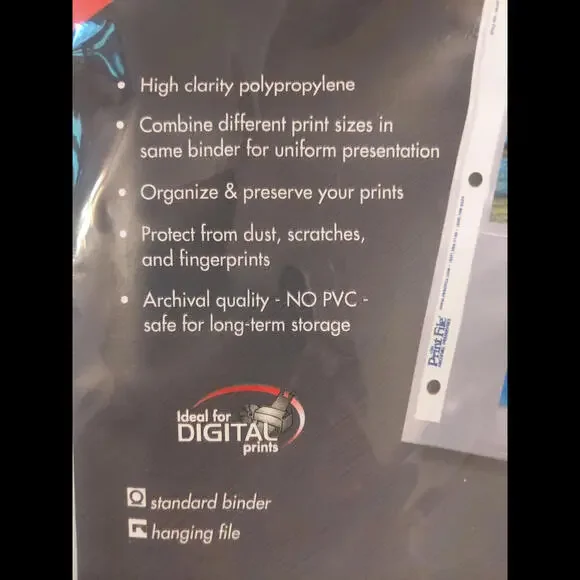 • High clarity polypropylene
• Combine different print sizes in
same binder for uniform presentation
• Organize & preserve your prints
• Protect from dust, scratches,
and fingerprints
• Archival quality - NO PVC -
safe for long-term storage
Ideal for
DIGITAL
prints
standard binder
hanging file
Print File